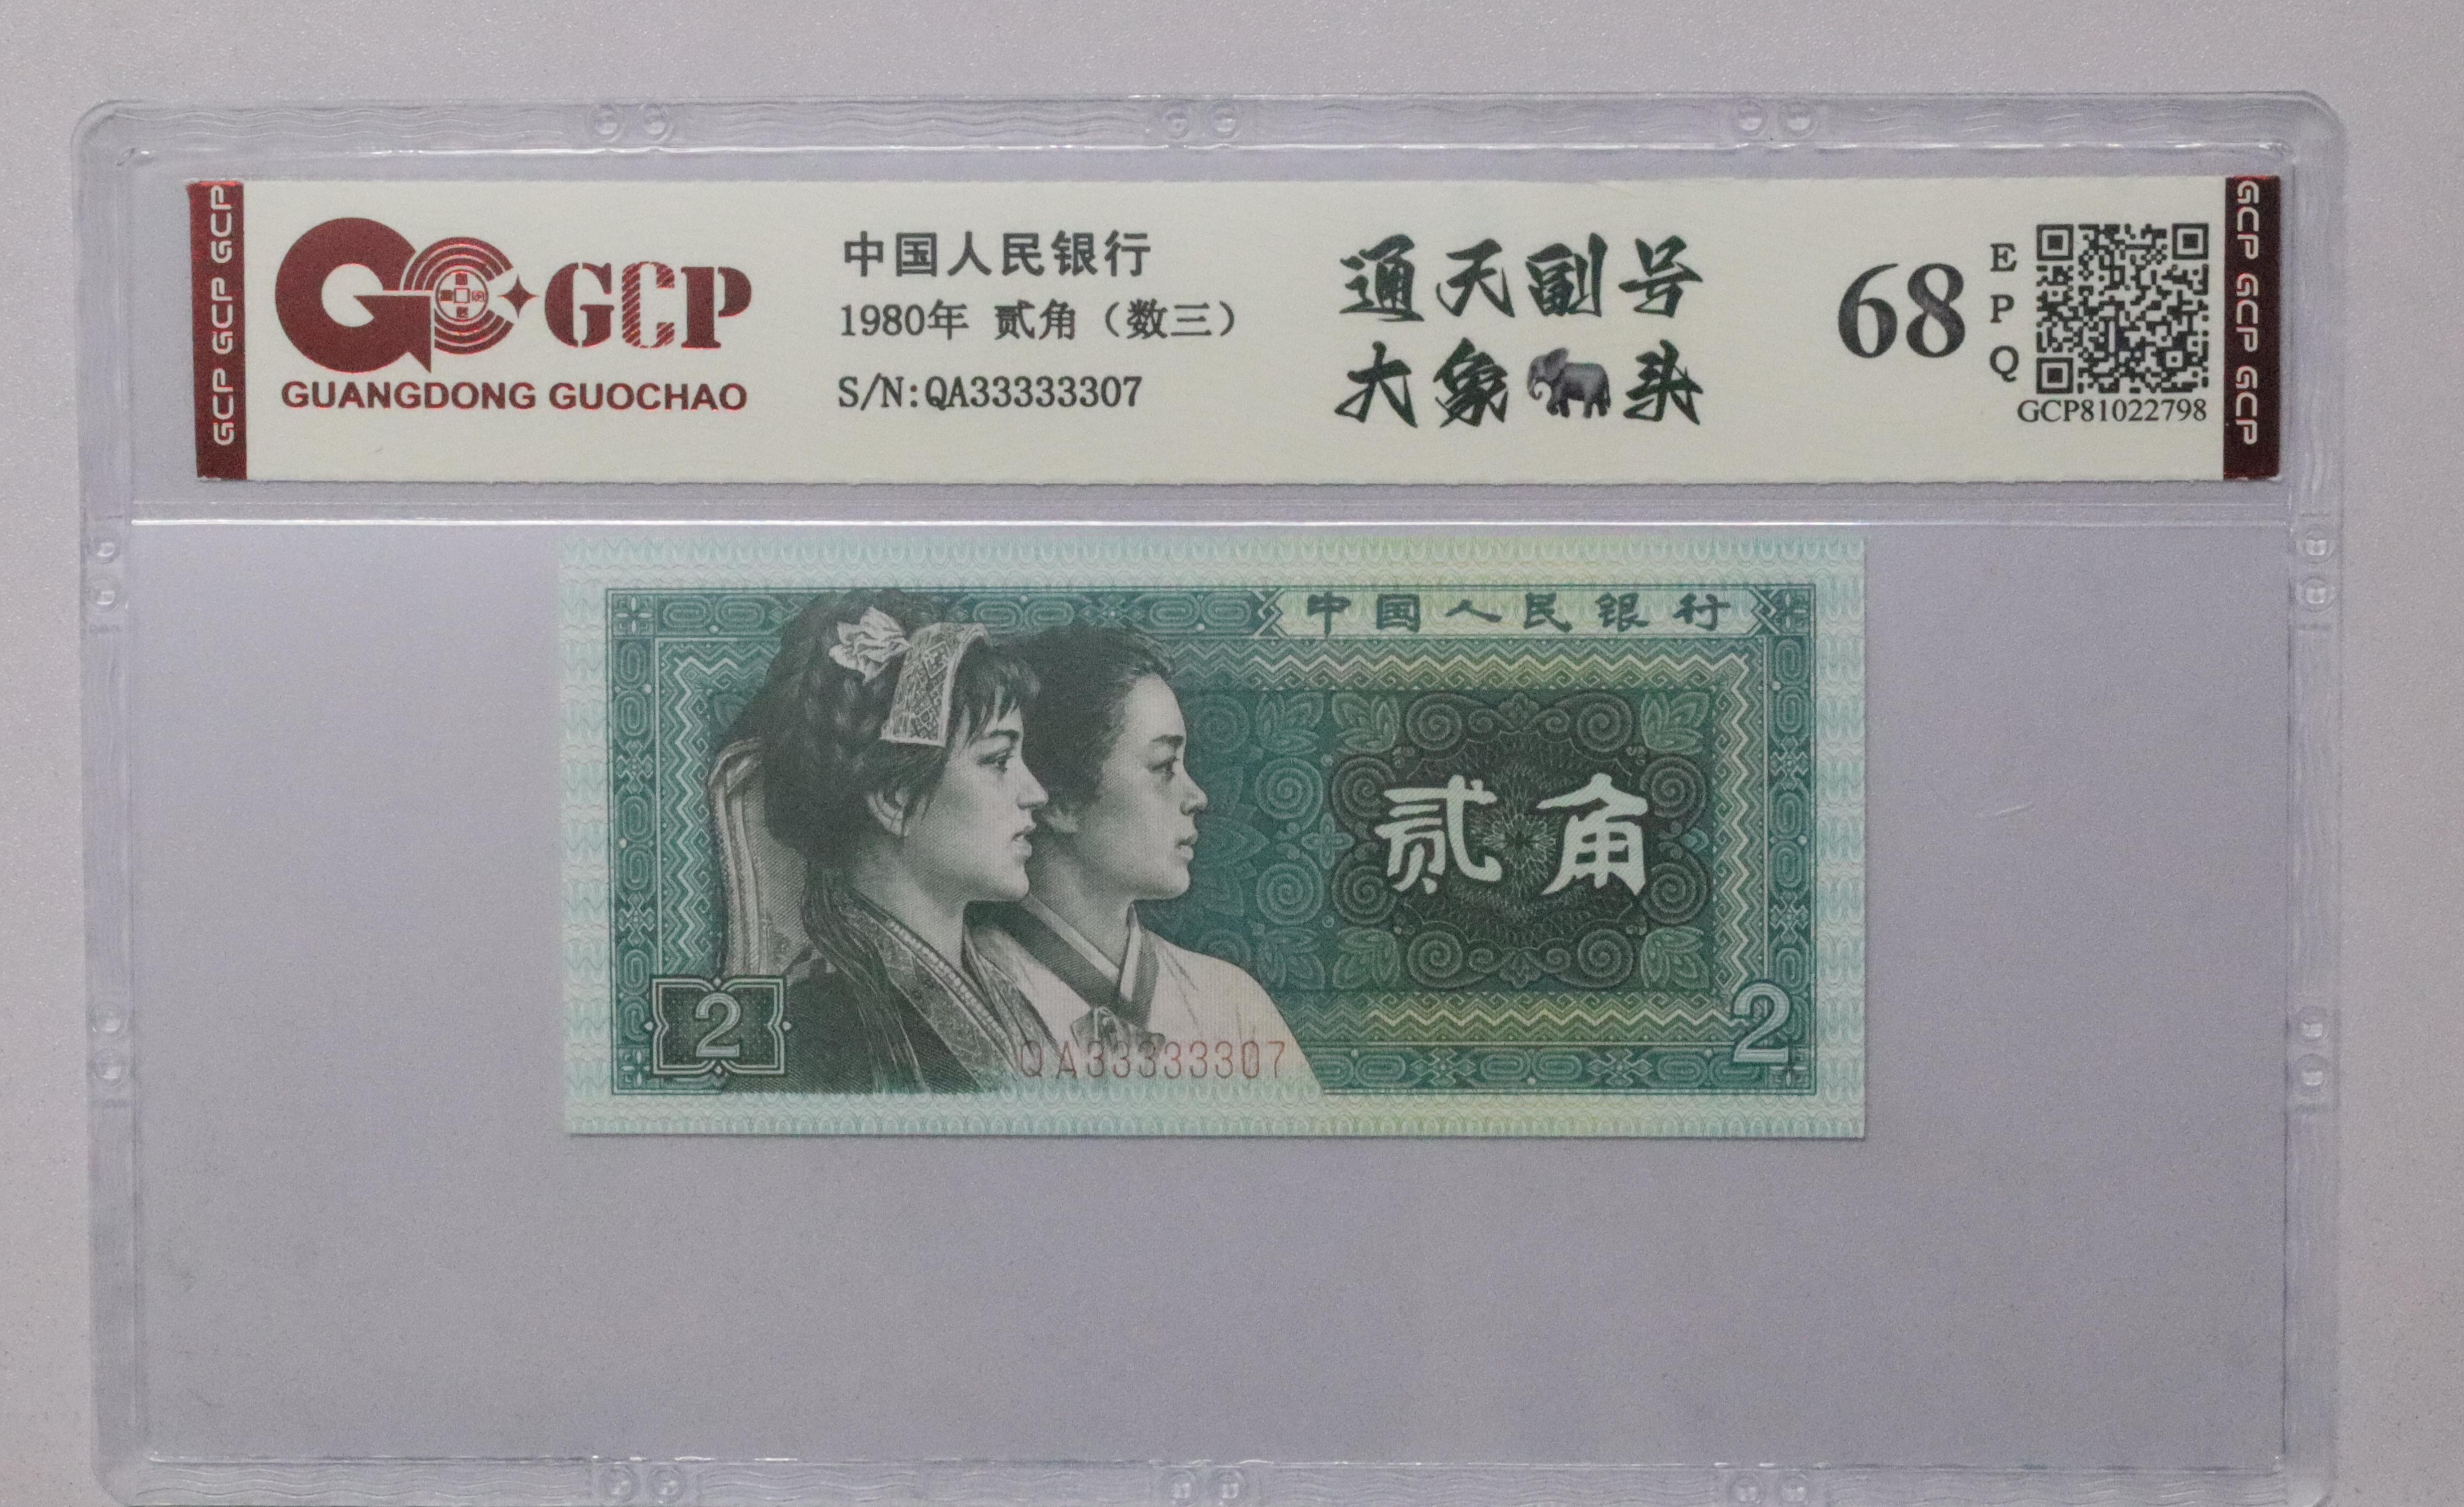 GCP GCP GCP
GCP
GUANGDONG GUOCHAO
中国人民银行
1980年 贰角（数三）
S/N:QA33333307
通天副号
大象🐘头
68
EPQ
GCP81022798
GCP GCP GCP
中国人民银行
贰角
2
2
QA33333307